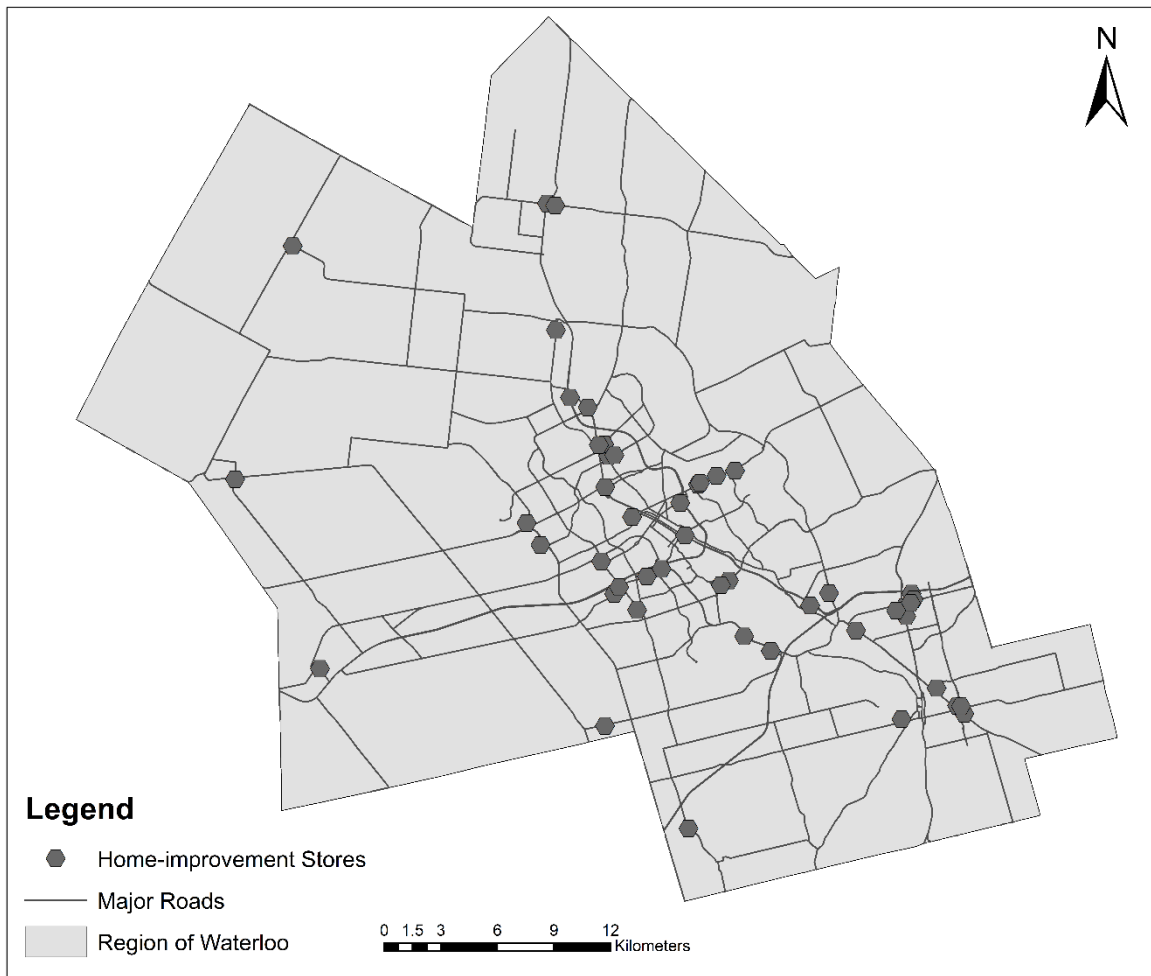 N
Legend
Home-improvement Stores
Major Roads
Region of Waterloo
0 1.5 3 6 9 12
Kilometers